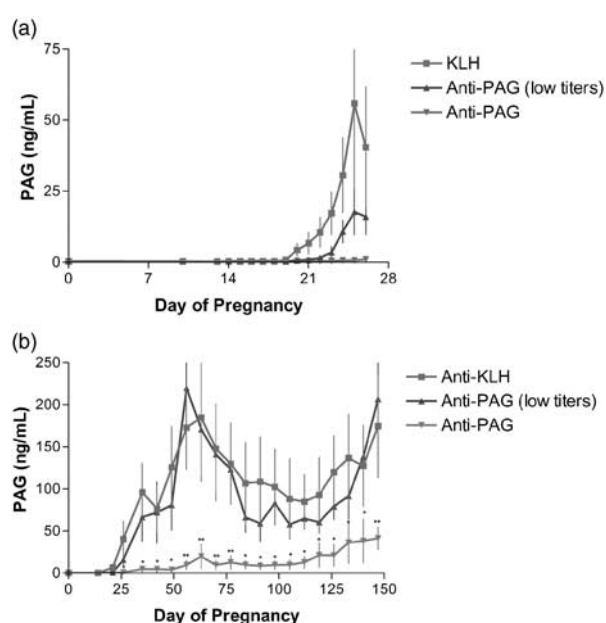 (a)
75
50
25
0
PAG (ng/mL)
0 7 14 21 28
Day of Pregnancy
KLH
Anti-PAG (low titers)
Anti-PAG
(b)
250
200
150
100
50
0
PAG (ng/mL)
0 25 50 75 100 125 150
Day of Pregnancy
Anti-KLH
Anti-PAG (low titers)
Anti-PAG